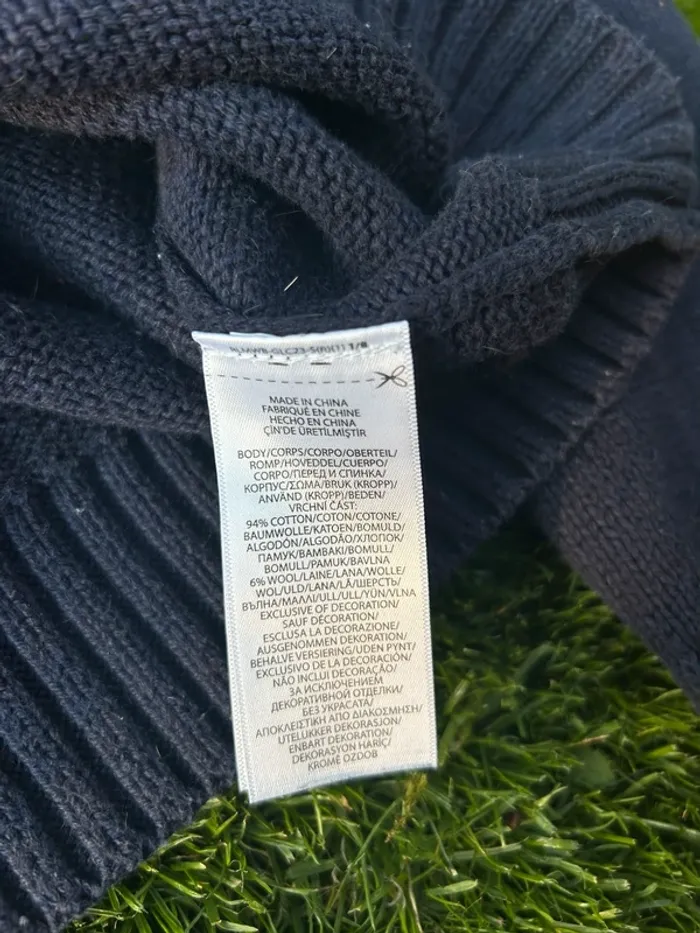 1/8
MADE IN CHINA
FABRIQUÉ EN CHINE
HECHO EN CHINA
ÇİN'DE ÜRETİLMİŞTİR
BODY/CORPS/CORPO/OBERTEIL/
ROMP/HOVEDDEL/CUERPO/
CORPO/ПЕРЕД И СПИНКА/
КОРПУС/ΣΩΜΑ/BRUK (KROPP)/
ANVÄND (KROPP)/BEDEN/
VRCHNÍ ČÁST:
94% COTTON/COTON/COTONE/
BAUMWOLLE/KATOEN/BOMULD/
ALGODÓN/ALGODÃO/ХЛОПОК/
ПАМУК/BAMBAKI/BOMULL/
BOMULL/PAMUK/BAVLNA
6% WOOL/LAINE/LANA/WOLLE/
WOL/ULD/LANA/LÃ/ШЕРСТЬ/
ВЪЛНА/ΜΑΛΛΙ/ULL/ULL/YÜN/VLNA
EXCLUSIVE OF DECORATION/
SAUF DÉCORATION/
ESCLUSA LA DECORAZIONE/
AUSGENOMMEN DEKORATION/
BEHALVE VERSIERING/UDEN PYNT/
EXCLUSIVO DE LA DECORACIÓN/
NÃO INCLUI DECORAÇÃO/
ЗА ИСКЛЮЧЕНИЕМ
ДЕКОРАТИВНОЙ ОТДЕЛКИ/
БЕЗ УКРАСАТА/
ΑΠΟΚΛΕΙΣΤΙΚΗ ΑΠΟ ΔΙΑΚΟΣΜΗΣΗ/
UTELUKKER DEKORASJON/
ENBART DEKORATION/
DEKORASYON HARİÇ/
KROMĚ OZDOB